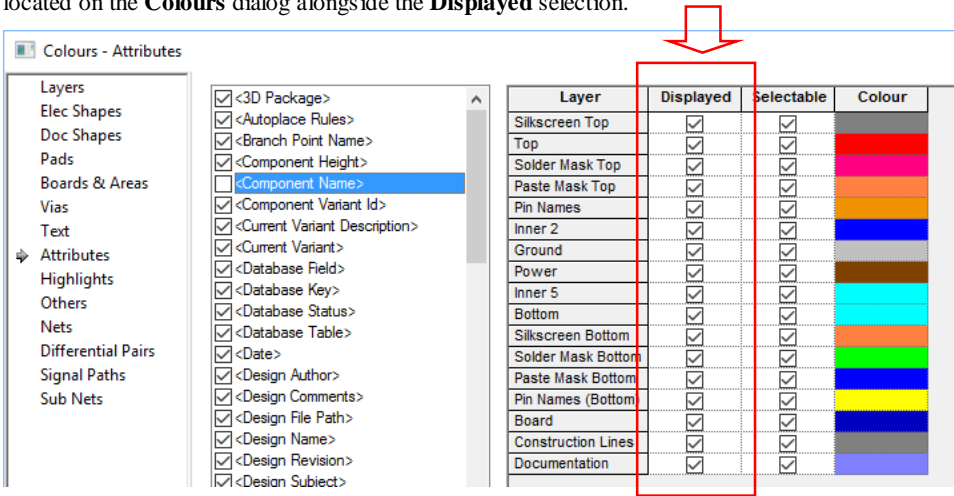 located on the Colours dialog alongside the Displayed selection.
Colours - Attributes
Layers
Elec Shapes
Doc Shapes
Pads
Boards & Areas
Vias
Text
Attributes
Highlights
Others
Nets
Differential Pairs
Signal Paths
Sub Nets
<3D Package>
<Autoplace Rules>
<Branch Point Name>
<Component Height>
<Component Name>
<Component Variant Id>
<Current Variant Description>
<Current Variant>
<Database Field>
<Database Key>
<Database Status>
<Database Table>
<Date>
<Design Author>
<Design Comments>
<Design File Path>
<Design Name>
<Design Revision>
<Design Subject>
Layer Displayed Selectable Colour
Silkscreen Top
Top
Solder Mask Top
Paste Mask Top
Pin Names
Inner 2
Ground
Power
Inner 5
Bottom
Silkscreen Bottom
Solder Mask Bottom
Paste Mask Bottom
Pin Names (Bottom)
Board
Construction Lines
Documentation